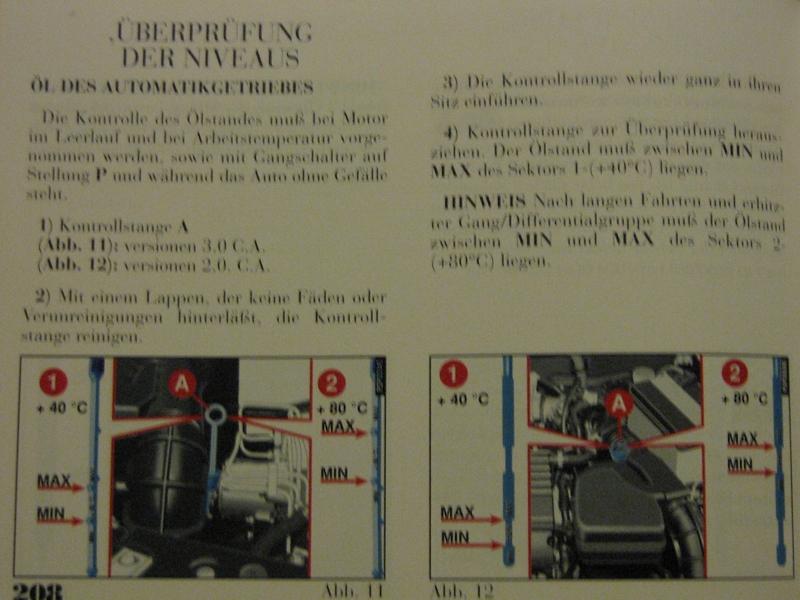 ÜBERPRÜFUNG
DER NIVEAUS
ÖL DES AUTOMATIKGETRIEBES
Die Kontrolle des Ölstandes muß bei Motor
im Leerlauf und bei Arbeitstemperatur vorge-
nommen werden, sowie mit Gangschalter auf
Stellung P und während das Auto ohne Gefälle
steht.
1) Kontrollstange A
(Abb. 11): versionen 3.0 C.A.
(Abb. 12): versionen 2.0. C.A.
2) Mit einem Lappen, der keine Fäden oder
Verunreinigungen hinterläßt, die Kontroll-
stange reinigen.
3) Die Kontrollstange wieder ganz in ihren
Sitz einführen.
4) Kontrollstange zur Überprüfung heraus-
ziehen. Der Ölstand muß zwischen MIN und
MAX des Sektors 1-(+40°C) liegen.
HINWEIS Nach langen Fahrten und erhitz-
ter Gang/Differentialgruppe muß der Ölstand
zwischen MIN und MAX des Sektors 2-
(+80°C) liegen.
1
+ 40 °C
MAX
MIN
A
2
+ 80 °C
MAX
MIN
1
+ 40 °C
MAX
MIN
A
2
+ 80 °C
MAX
MIN
208
Abb. 11
Abb. 12